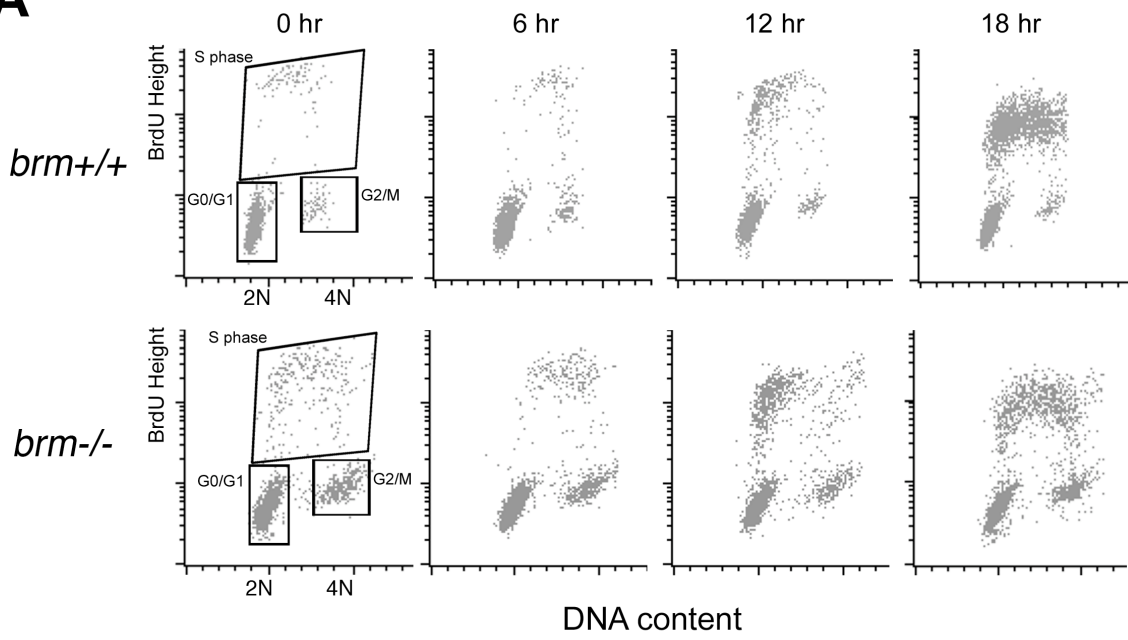 A
0 hr 6 hr 12 hr 18 hr
brm+/+
BrdU Height
S phase
G0/G1
G2/M
2N 4N
brm-/-
BrdU Height
S phase
G0/G1
G2/M
2N 4N
DNA content